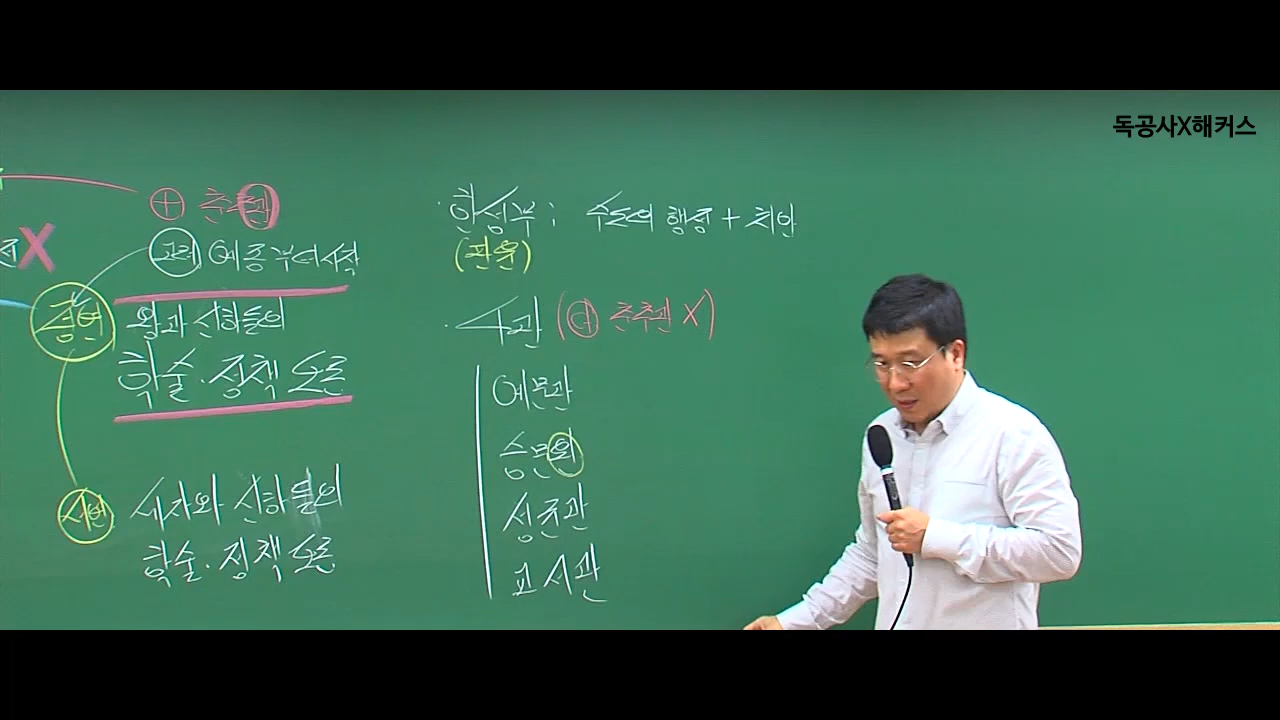 독공사X해커스
⊕ 춘추관
고려 예종부터 시작
X
경연 왕과 신하들의
학술·정책 토론
서연 세자와 신하들의
학술·정책 토론
· 한성부 : 수도의 행정 + 치안
(판윤)
· 4관 (⊕ 춘추관 X)
예문관
승문원
성균관
교서관